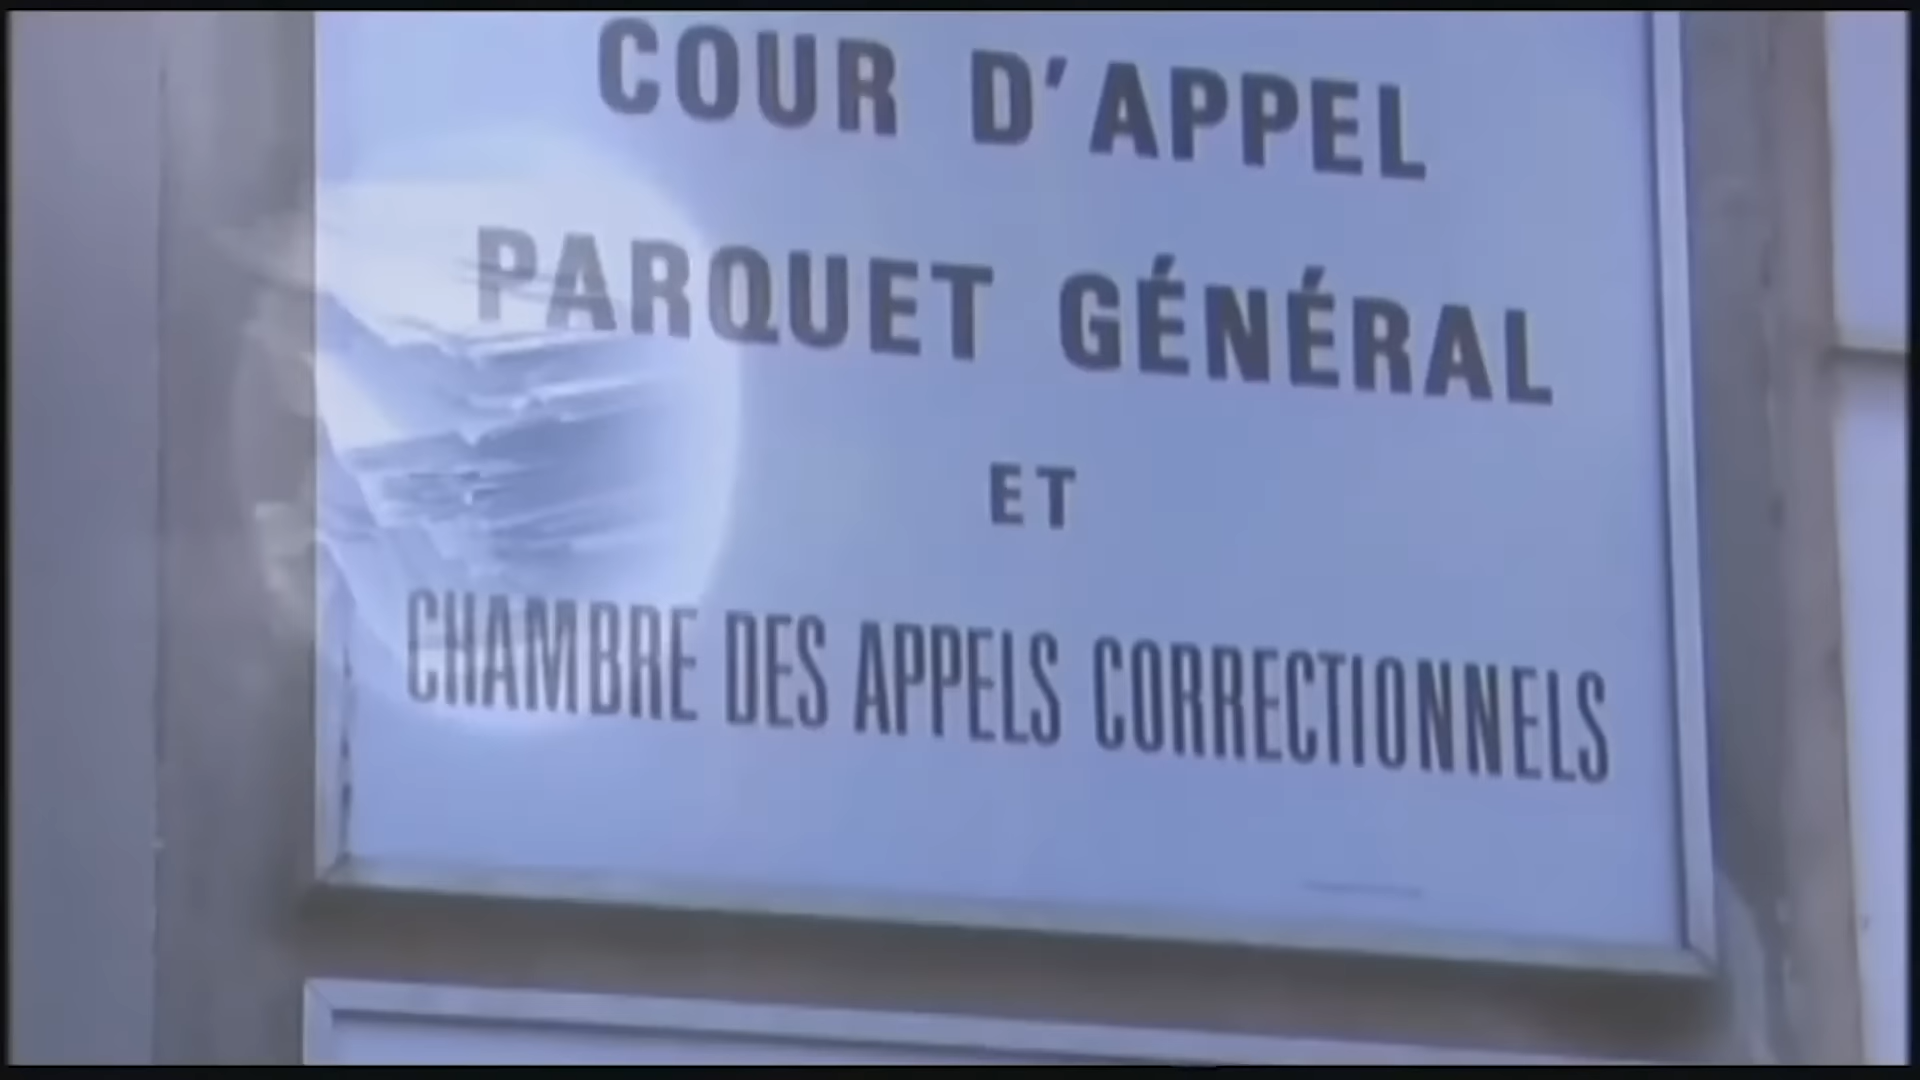 COUR D'APPEL
PARQUET GÉNÉRAL
ET
CHAMBRE DES APPELS CORRECTIONNELS